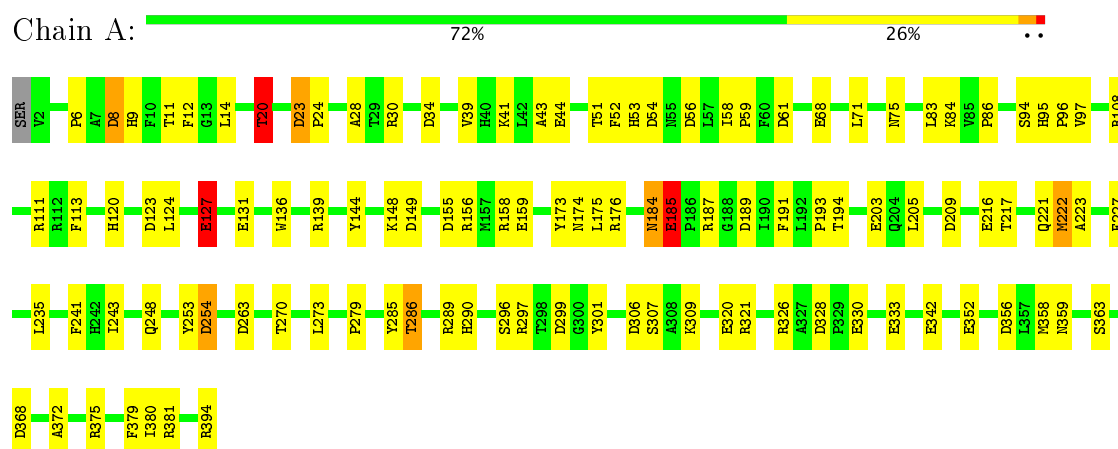 Chain A:
72% 26% • •
SER V2 P6 A7 D8 H9 F10 T11 F12 G13 L14 T20 D23 P24 A28 T29 R30 D34 V39 H40 K41 L42 A43 E44 T51 F52 H53 D54 N55 D56 L57 I58 P59 F60 D61 E68 L71 N75 L83 K84 V85 P86 S94 H95 P96 V97 R108
R111 R112 F113 H120 D123 L124 E127 E131 W136 R139 Y144 K148 D149 D155 R156 M157 R158 E159 Y173 N174 L175 R176 N184 E185 P186 R187 G188 D189 I190 F191 L192 P193 T194 E203 Q204 L205 D209 E216 T217 Q221 M222 A223
L235 F241 H242 I243 Q248 Y253 D254 D263 T270 L273 P279 Y285 T286 R289 H290 S296 R297 T298 D299 G300 Y301 D306 S307 A308 K309 E320 R321 R326 A327 D328 P329 E330 E333 E342 E352 D356 L357 M358 N359 S363
D368 A372 R375 F379 I380 R381 R394